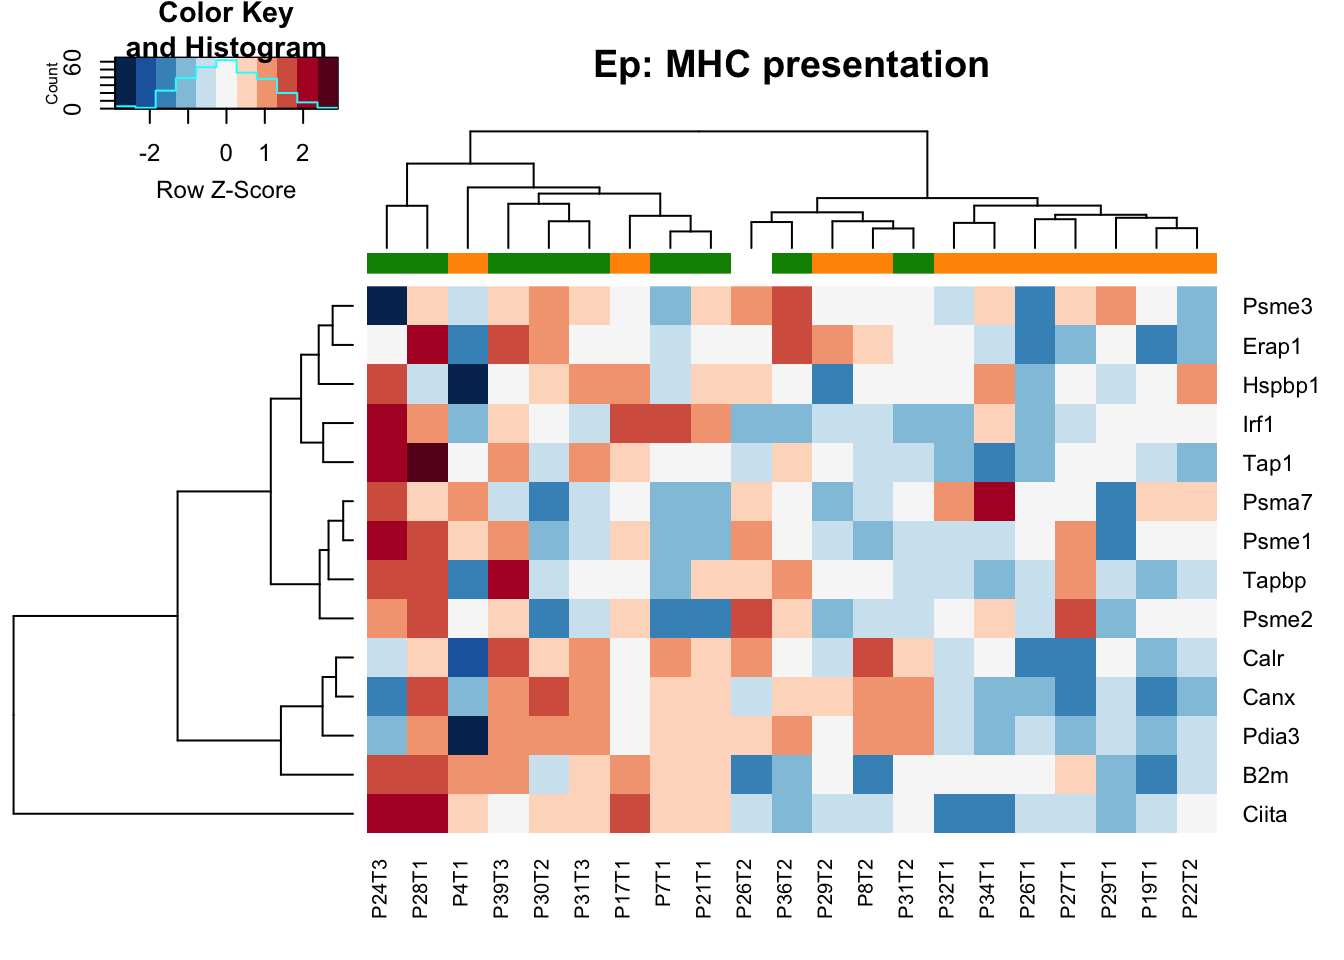 Color Key
and Histogram
Count
0 60
-2 0 1 2
Row Z-Score
Ep: MHC presentation
Psme3
Erap1
Hspbp1
Irf1
Tap1
Psma7
Psme1
Tapbp
Psme2
Calr
Canx
Pdia3
B2m
Ciita
P24T3
P28T1
P4T1
P39T3
P30T2
P31T3
P17T1
P7T1
P21T1
P26T2
P36T2
P29T2
P8T2
P31T2
P32T1
P34T1
P26T1
P27T1
P29T1
P19T1
P22T2